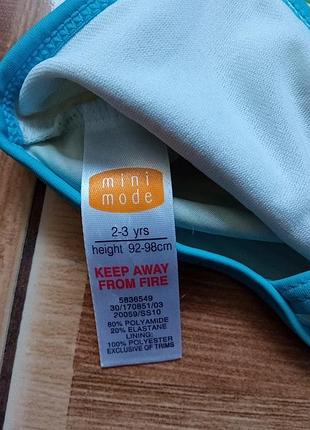 mini
mode
2-3 yrs
height 92-98cm
KEEP AWAY
FROM FIRE
5836549
30/170851/03
20059/SS10
80% POLYAMIDE
20% ELASTANE
LINING:
100% POLYESTER
EXCLUSIVE OF TRIMS